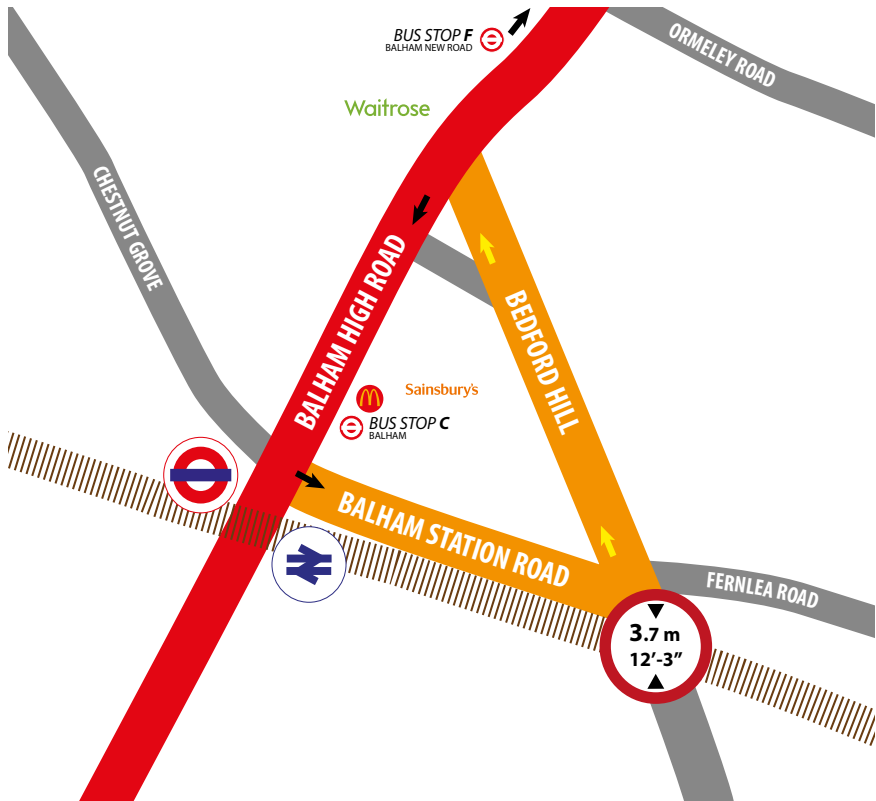 BUS STOP F
BALHAM NEW ROAD
ORMELEY ROAD
Waitrose
CHESTNUT GROVE
BALHAM HIGH ROAD
BEDFORD HILL
Sainsbury's
BUS STOP C
BALHAM
BALHAM STATION ROAD
FERNLEA ROAD
3.7 m
12'-3"